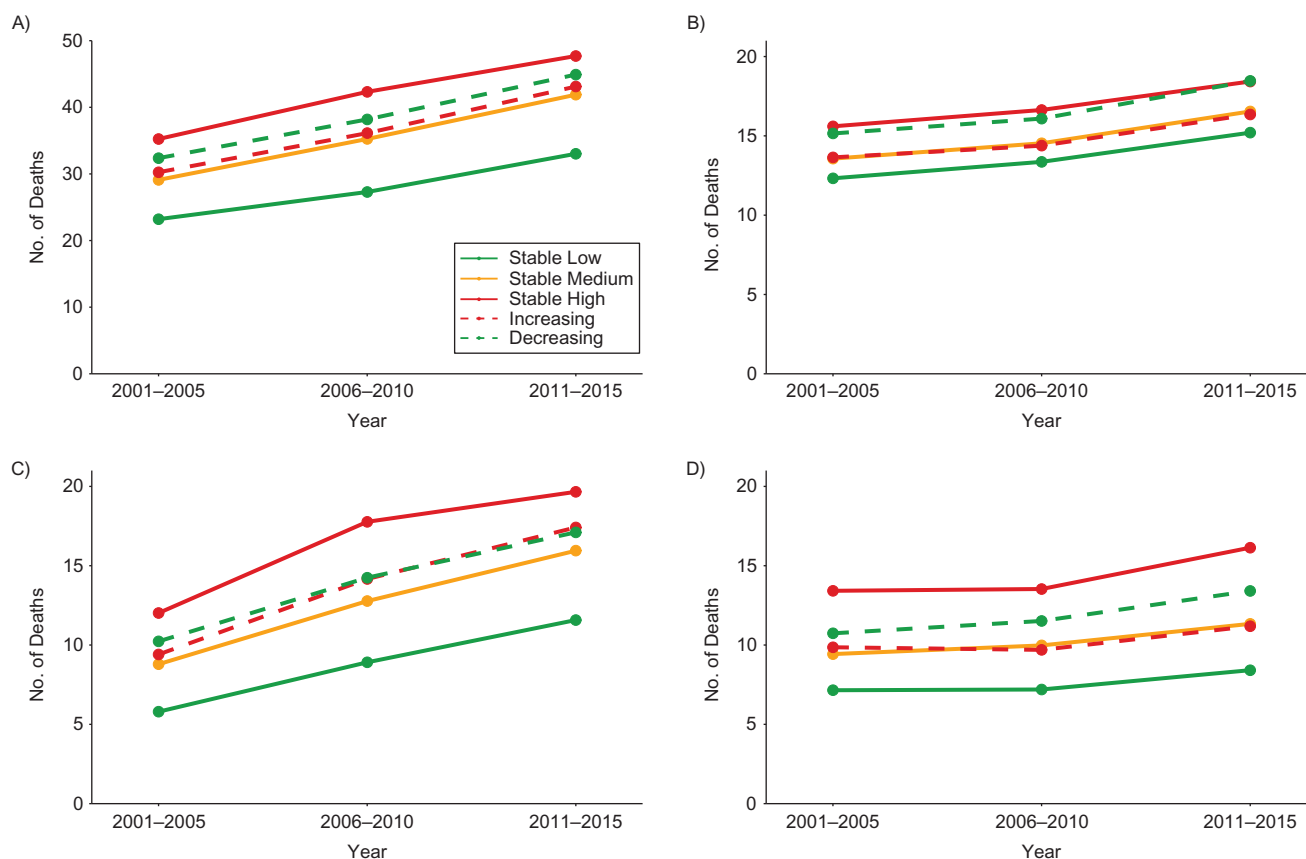 A)
50
40
30
20
10
0
No. of Deaths
Stable Low
Stable Medium
Stable High
Increasing
Decreasing
2001–2005
2006–2010
2011–2015
Year
B)
20
15
10
5
0
No. of Deaths
2001–2005
2006–2010
2011–2015
Year
C)
20
15
10
5
0
No. of Deaths
2001–2005
2006–2010
2011–2015
Year
D)
20
15
10
5
0
No. of Deaths
2001–2005
2006–2010
2011–2015
Year